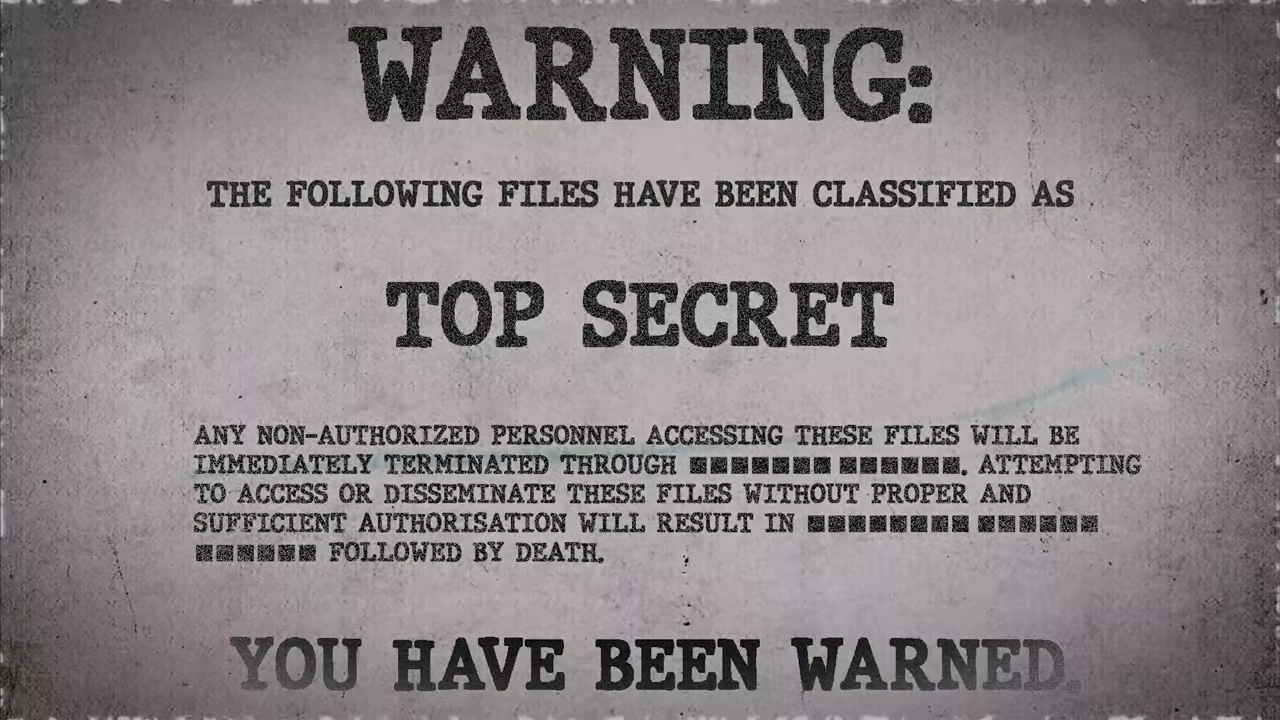 WARNING:
THE FOLLOWING FILES HAVE BEEN CLASSIFIED AS
TOP SECRET
ANY NON-AUTHORIZED PERSONNEL ACCESSING THESE FILES WILL BE
IMMEDIATELY TERMINATED THROUGH ■■■■■■■ ■■■■■■. ATTEMPTING
TO ACCESS OR DISSEMINATE THESE FILES WITHOUT PROPER AND
SUFFICIENT AUTHORISATION WILL RESULT IN ■■■■■■■■ ■■■■■■
■■■■■■ FOLLOWED BY DEATH.
YOU HAVE BEEN WARNED.